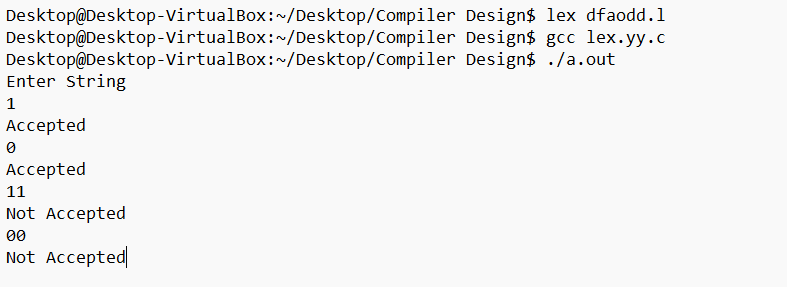 Desktop@Desktop-VirtualBox:~/Desktop/Compiler Design$ lex dfaodd.l
Desktop@Desktop-VirtualBox:~/Desktop/Compiler Design$ gcc lex.yy.c
Desktop@Desktop-VirtualBox:~/Desktop/Compiler Design$ ./a.out
Enter String
1
Accepted
0
Accepted
11
Not Accepted
00
Not Accepted